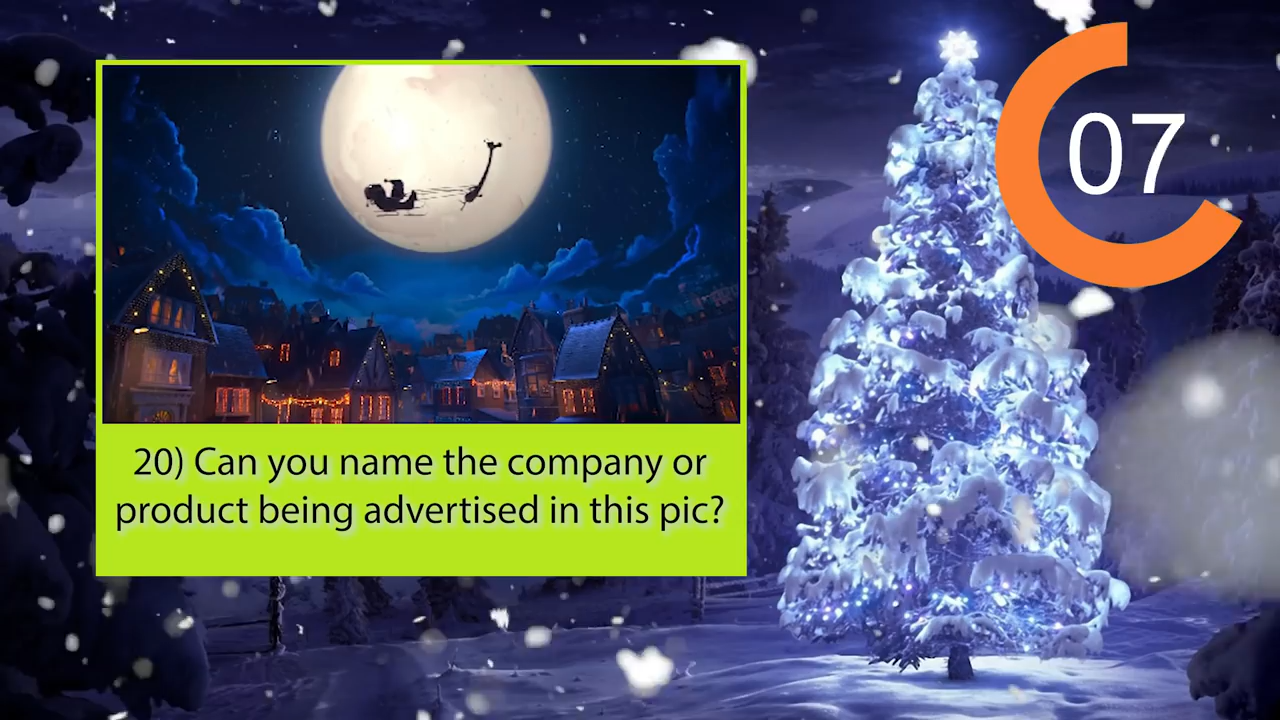 07
20) Can you name the company or
product being advertised in this pic?